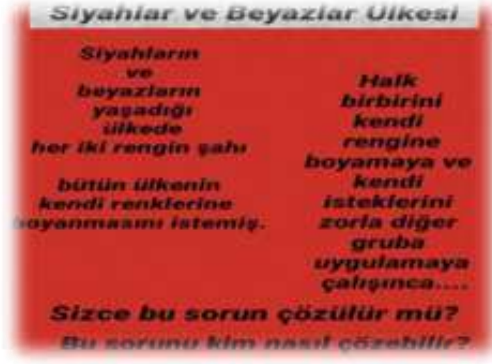 Siyahlar ve Beyazlar Ülkesi
Siyahların
ve
beyazların
yaşadığı
ülkede
her iki rengin şahı
bütün ülkenin
kendi renklerine
boyanmasını istemiş.
Halk
birbirini
kendi
rengine
boyamaya ve
kendi
isteklerini
zorla diğer
gruba
uygulamaya
çalışınca....
Sizce bu sorun çözülür mü?
Bu sorunu kim nasıl çözebilir?